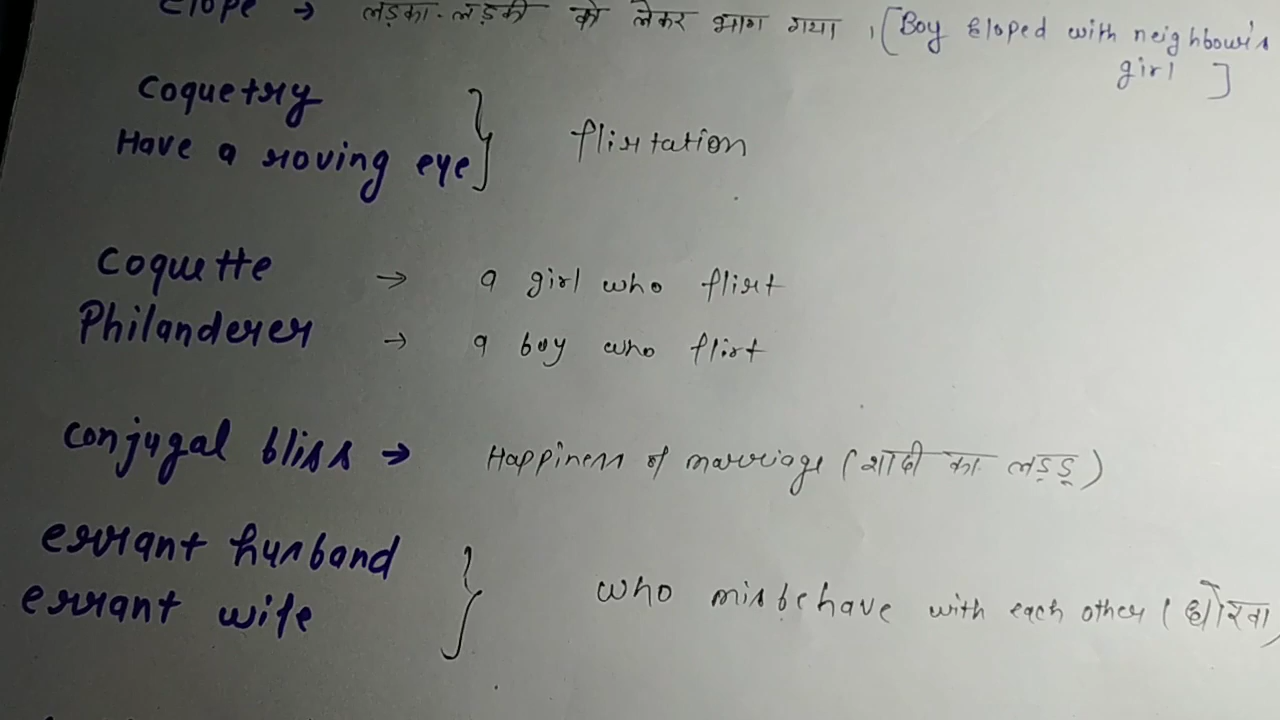 Elope → लड़का-लड़की को लेकर भाग गया, [Boy Eloped with neighbour's girl]
Coquetry
Have a roving eye } flirtation
Coquette → a girl who flirt
Philanderer → a boy who flirt
Conjugal bliss → Happiness of marriage (शादी का लड्डू)
errant husband
errant wife } who misbehave with each other (धोखा)